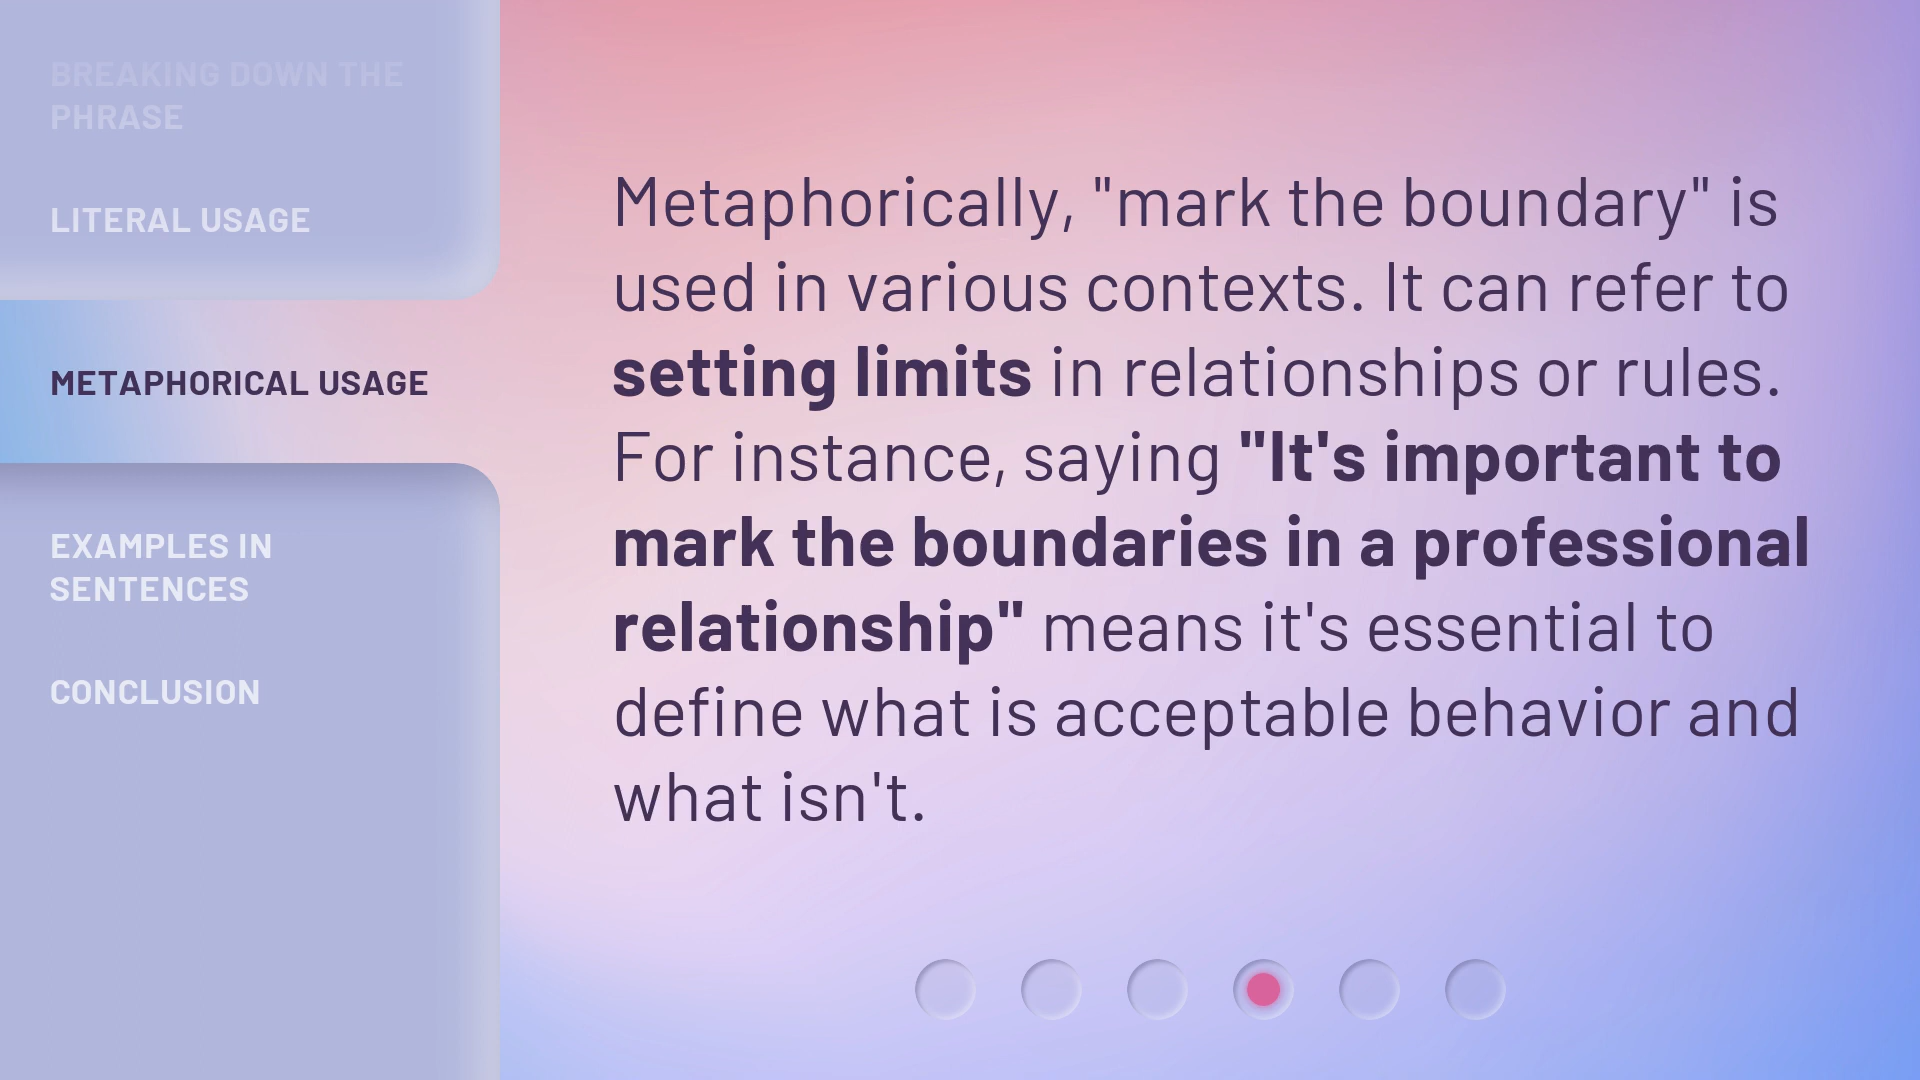 BREAKING DOWN THE
PHRASE
LITERAL USAGE
METAPHORICAL USAGE
EXAMPLES IN
SENTENCES
CONCLUSION
Metaphorically, "mark the boundary" is
used in various contexts. It can refer to
setting limits in relationships or rules.
For instance, saying "It's important to
mark the boundaries in a professional
relationship" means it's essential to
define what is acceptable behavior and
what isn't.